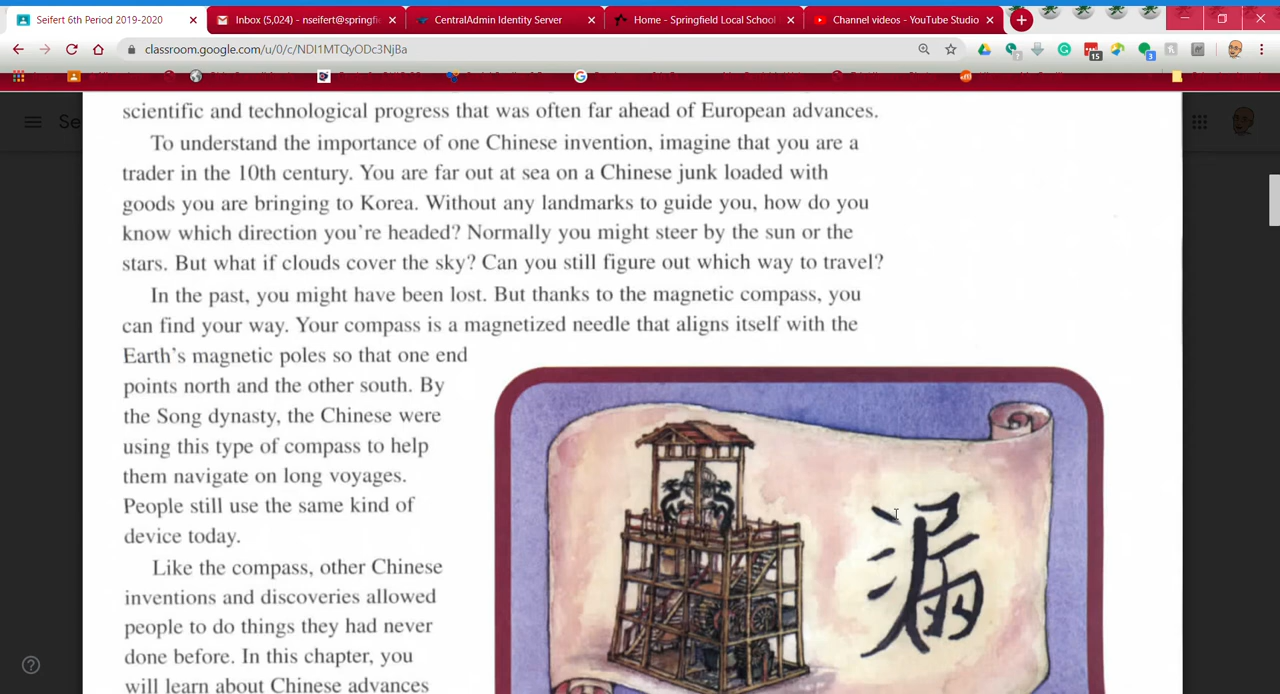 Seifert 6th Period 2019-2020
Inbox (5,024) - nseifert@springfi
CentralAdmin Identity Server
Home - Springfield Local School
Channel videos - YouTube Studio
classroom.google.com/u/0/c/NDI1MTQyODc3NjBa
7
15
3
Se
scientific and technological progress that was often far ahead of European advances.
To understand the importance of one Chinese invention, imagine that you are a
trader in the 10th century. You are far out at sea on a Chinese junk loaded with
goods you are bringing to Korea. Without any landmarks to guide you, how do you
know which direction you're headed? Normally you might steer by the sun or the
stars. But what if clouds cover the sky? Can you still figure out which way to travel?
In the past, you might have been lost. But thanks to the magnetic compass, you
can find your way. Your compass is a magnetized needle that aligns itself with the
Earth's magnetic poles so that one end
points north and the other south. By
the Song dynasty, the Chinese were
using this type of compass to help
them navigate on long voyages.
People still use the same kind of
device today.
Like the compass, other Chinese
inventions and discoveries allowed
people to do things they had never
done before. In this chapter, you
will learn about Chinese advances
漏